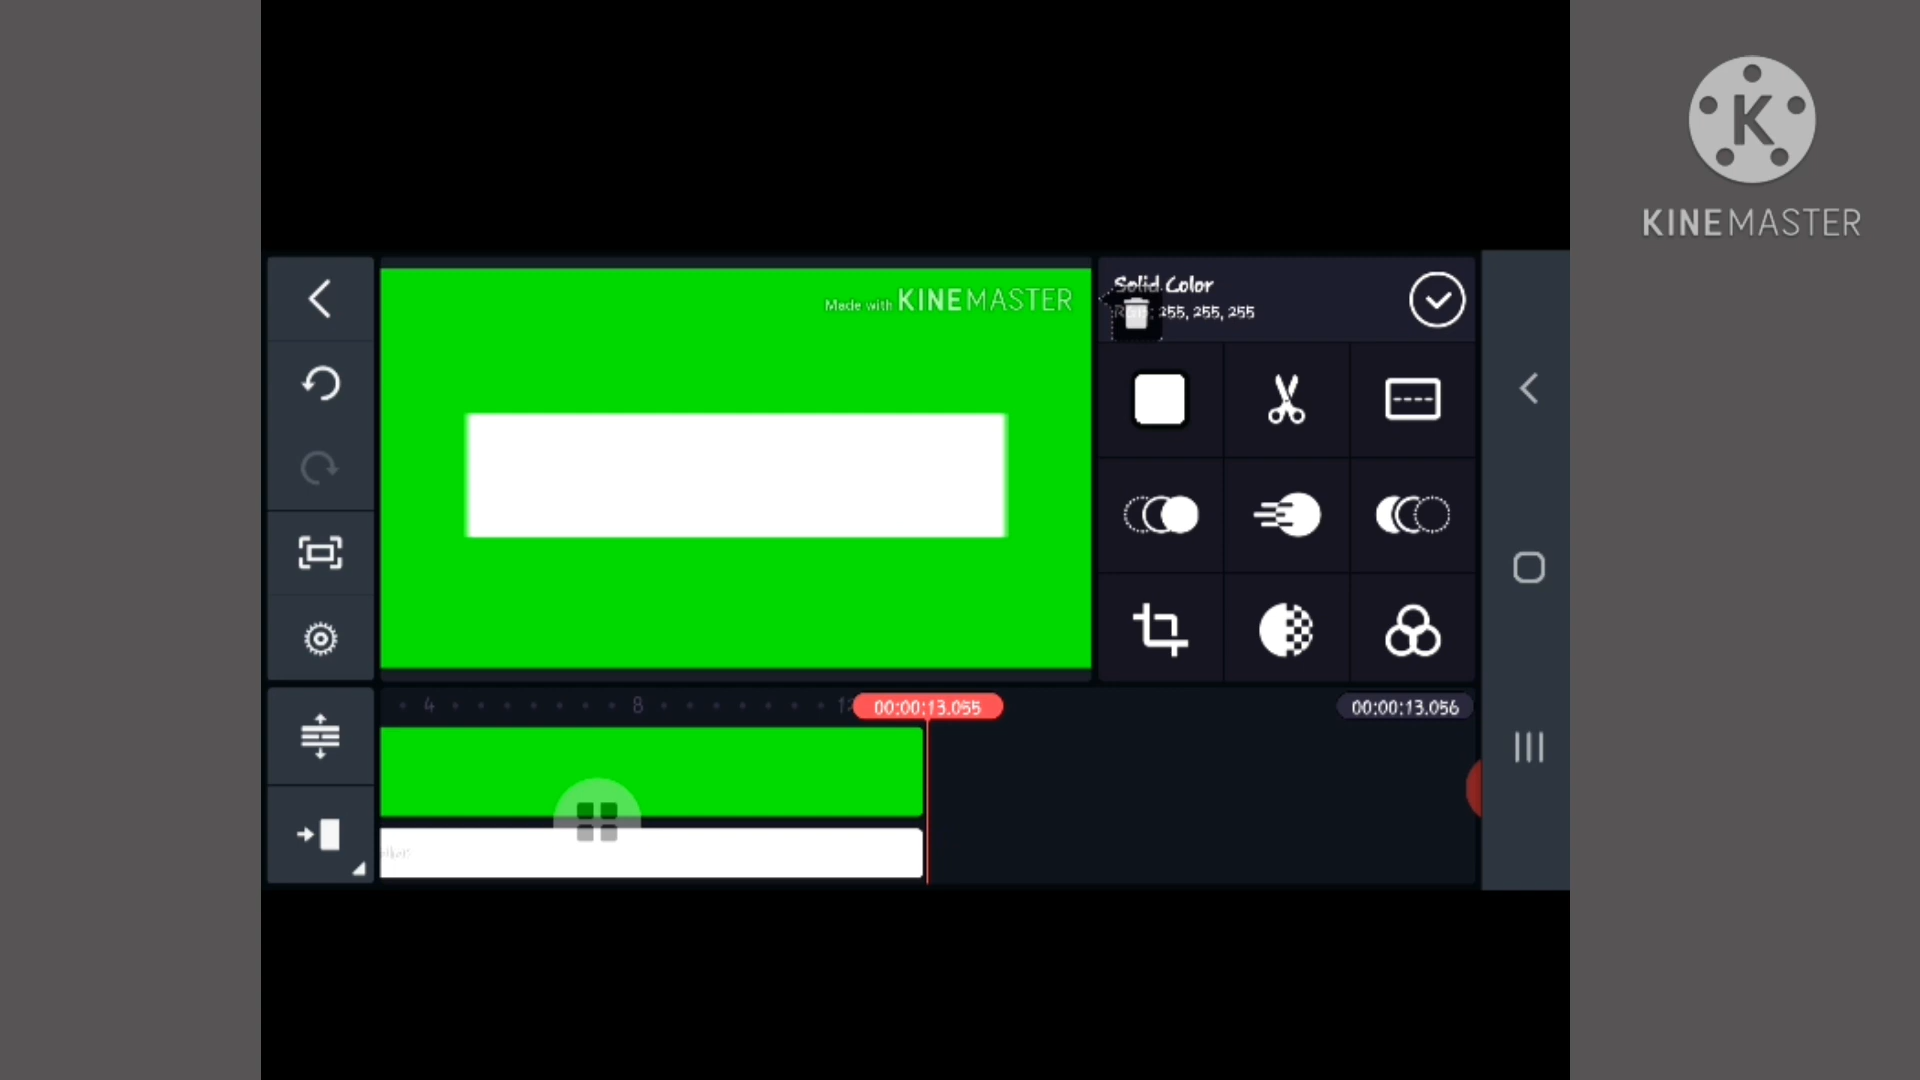 KINEMASTER
Made with KINEMASTER
Solid Color
255, 255, 255
4
8
00:00:13.055
00:00:13.056